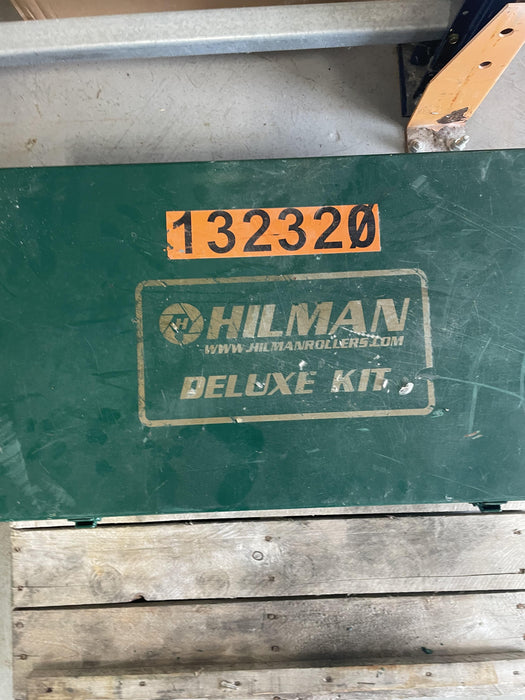 132320
H HILMAN
WWW.HILMANROLLERS.COM
DELUXE KIT